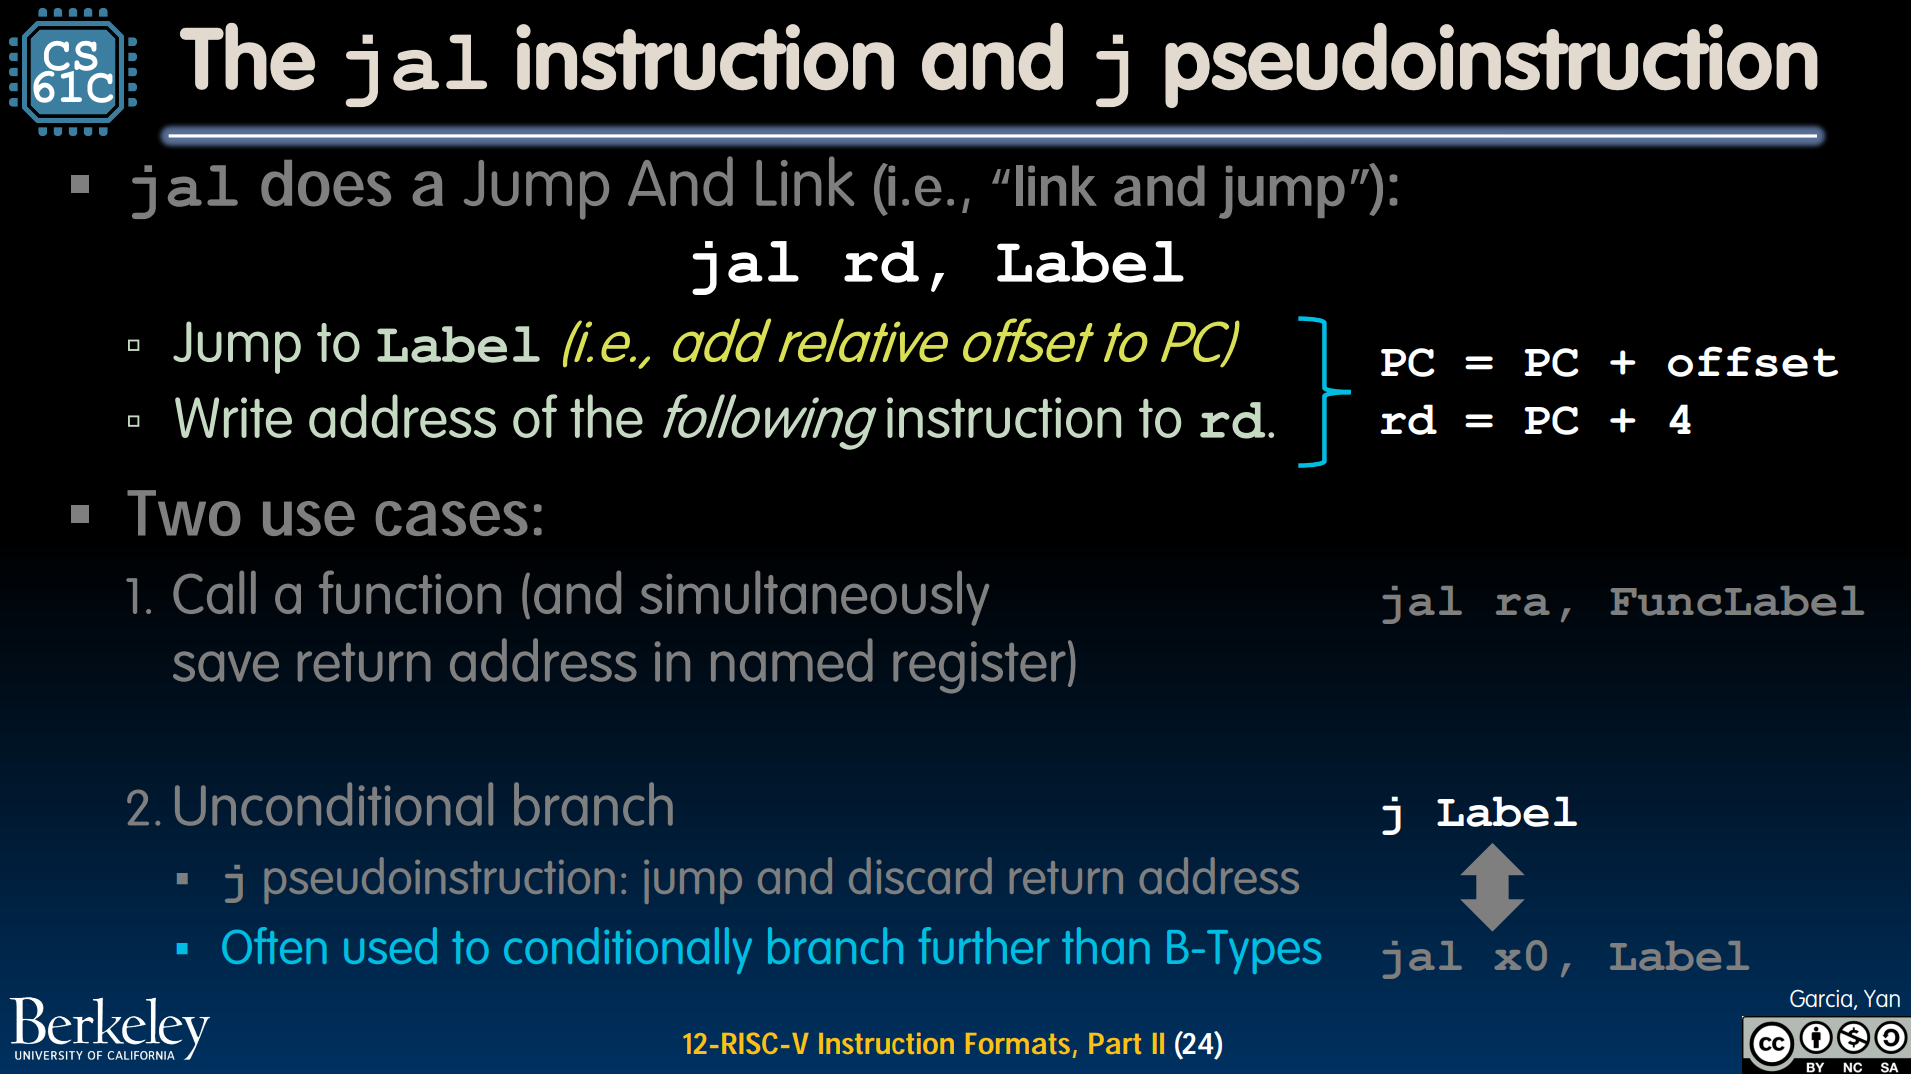 CS
61C
The jal instruction and j pseudoinstruction
▪ jal does a Jump And Link (i.e., “link and jump”):
jal rd, Label
▫ Jump to Label (i.e., add relative offset to PC)
▫ Write address of the following instruction to rd.
PC = PC + offset
rd = PC + 4
▪ Two use cases:
1. Call a function (and simultaneously
save return address in named register)
jal ra, FuncLabel
2. Unconditional branch
j Label
▪ j pseudoinstruction: jump and discard return address
▪ Often used to conditionally branch further than B-Types
jal x0, Label
Berkeley
UNIVERSITY OF CALIFORNIA
12-RISC-V Instruction Formats, Part II (24)
Garcia, Yan
cc
BY NC SA